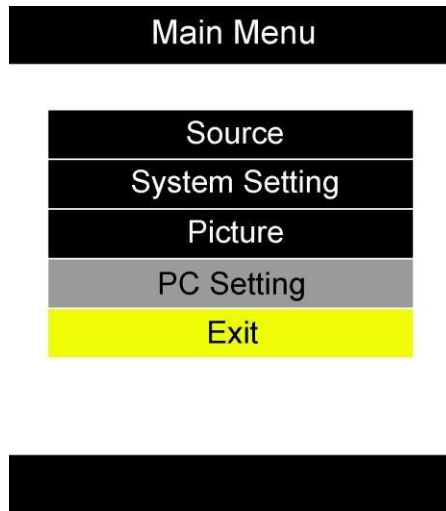 Main Menu
Source
System Setting
Picture
PC Setting
Exit